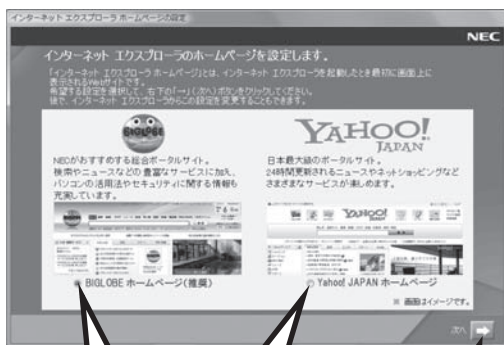 インターネット エクスプローラ ホームページの設定
NEC
インターネット エクスプローラのホームページを設定します。
「インターネット エクスプローラ ホームページ」とは、インターネット エクスプローラを起動したとき最初に画面上に
表示されるWebサイトです。
希望する設定を選択して、右下の「→」(次へ)ボタンをクリックしてください。
後で、インターネット エクスプローラからこの設定を変更することもできます。
BIGLOBE
NECがおすすめする総合ポータルサイト。
検索やニュースなどの豊富なサービスに加え、
パソコンの活用法やセキュリティに関する情報も
充実しています。
BIGLOBE ホームページ(推奨)
YAHOO!
JAPAN
日本最大級のポータルサイト。
24時間更新されるニュースやネットショッピングなど
さまざまなサービスが楽しめます。
YAHOO!
Yahoo! JAPAN ホームページ
※ 画面はイメージです。
次へ